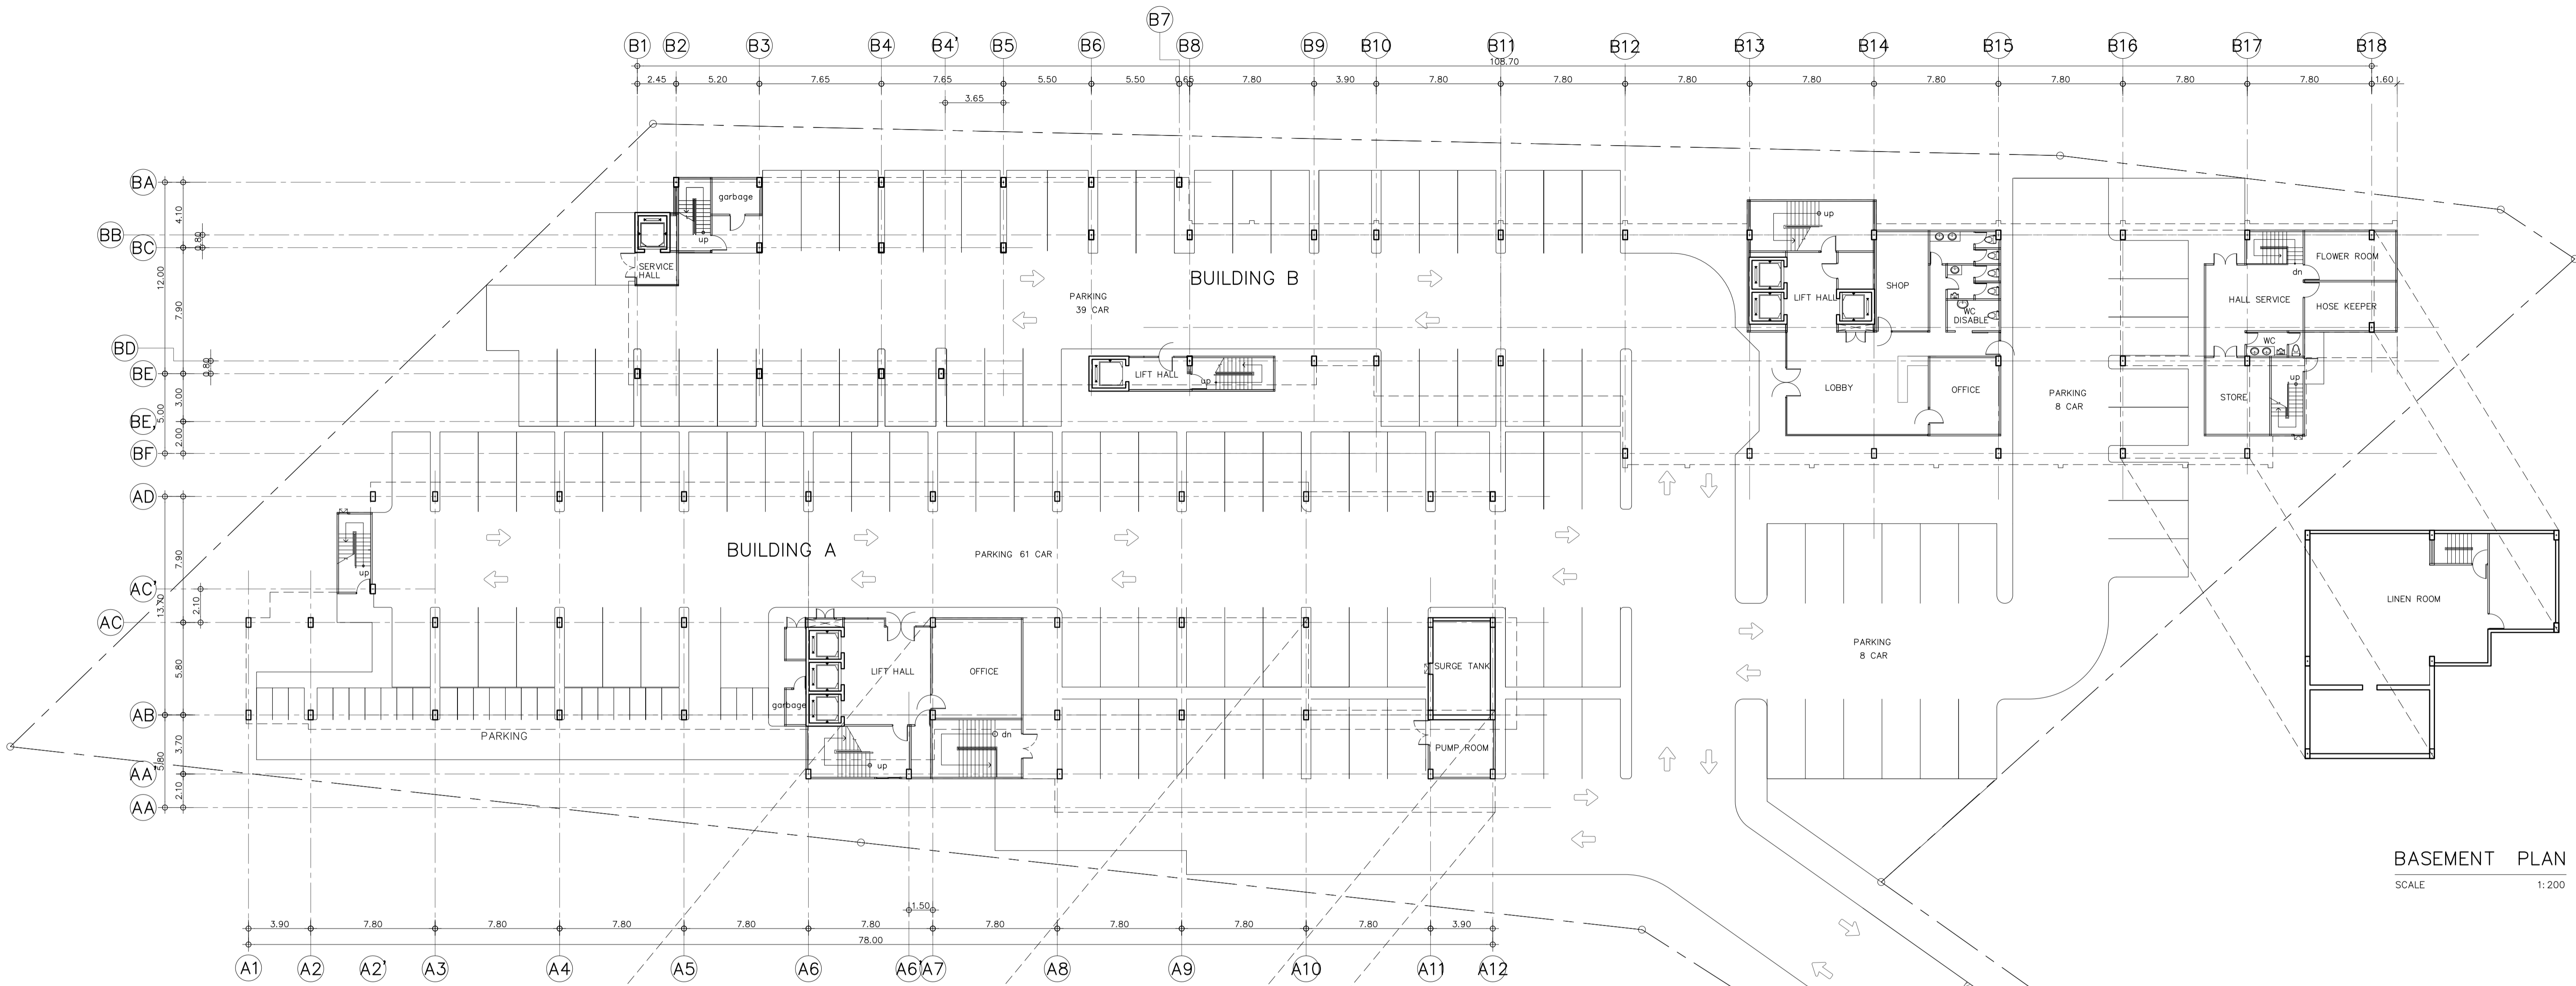 B7
B1 B2 B3 B4 B4' B5 B6 B8 B9 B10 B11 B12 B13 B14 B15 B16 B17 B18
108.70
2.45 5.20 7.65 7.65 5.50 5.50 0.65 7.80 3.90 7.80 7.80 7.80 7.80 7.80 7.80 7.80 7.80 1.60
3.65
BA
garbage
up
up
4.10
BB
0.80
BC
SERVICE
HALL
FLOWER ROOM
dn
12.00
BUILDING B
SHOP
LIFT HALL
HALL SERVICE
HOSE KEEPER
PARKING
39 CAR
7.90
WC
DISABLE
WC
BD
0.80
BE
LIFT HALL
up
up
LOBBY
OFFICE
PARKING
8 CAR
STORE
3.00
5.00
BE'
2.00
BF
AD
BUILDING A
PARKING 61 CAR
7.90
up
AC'
13.70
2.10
AC
LINEN ROOM
PARKING
8 CAR
5.80
LIFT HALL
OFFICE
SURGE TANK
garbage
AB
PARKING
dn
PUMP ROOM
3.70
5.80
up
AA'
2.10
AA
BASEMENT PLAN
SCALE 1:200
1.50
3.90 7.80 7.80 7.80 7.80 7.80 7.80 7.80 7.80 7.80 3.90
78.00
A1 A2 A2' A3 A4 A5 A6 A6' A7 A8 A9 A10 A11 A12